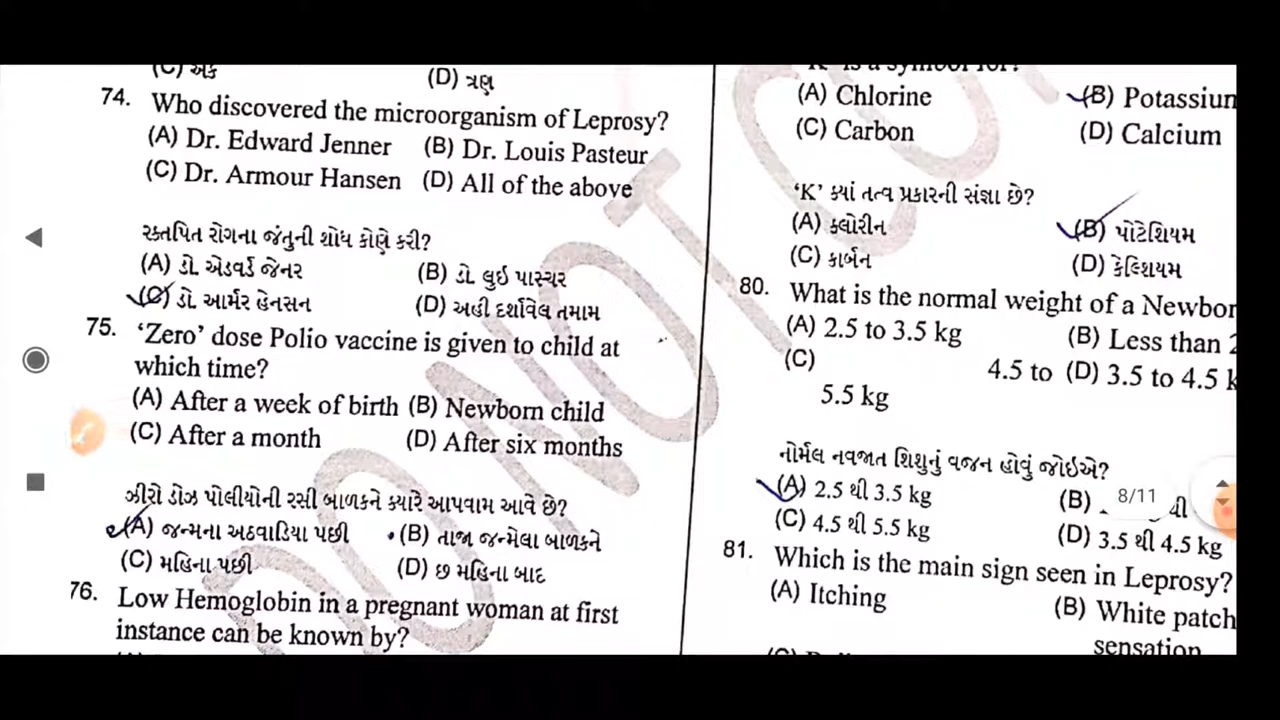 (C) એક
(D) ત્રણ
74. Who discovered the microorganism of Leprosy?
(A) Dr. Edward Jenner (B) Dr. Louis Pasteur
(C) Dr. Armour Hansen (D) All of the above
રક્તપિત રોગના જંતુની શોધ કોણે કરી?
(A) ડૉ. એડવર્ડ જેનર (B) ડૉ. લુઇ પાસ્ચર
(C) ડૉ. આર્મર હેનસન (D) અહી દર્શાવેલ તમામ
75. 'Zero' dose Polio vaccine is given to child at
which time?
(A) After a week of birth (B) Newborn child
(C) After a month (D) After six months
ઝીરો ડોઝ પોલીયોની રસી બાળકને ક્યારે આપવામ આવે છે?
(A) જન્મના અઠવાડિયા પછી (B) તાજા જન્મેલા બાળકને
(C) મહિના પછી (D) છ મહિના બાદ
76. Low Hemoglobin in a pregnant woman at first
instance can be known by?
'K' is a symbol for?
(A) Chlorine (B) Potassium
(C) Carbon (D) Calcium
'K' ક્યાં તત્વ પ્રકારની સંજ્ઞા છે?
(A) ક્લોરીન (B) પોટેશિયમ
(C) કાર્બન (D) કેલ્શિયમ
80. What is the normal weight of a Newbor
(A) 2.5 to 3.5 kg (B) Less than 2
(C) 4.5 to (D) 3.5 to 4.5 k
5.5 kg
નોર્મલ નવજાત શિશુનું વજન હોવું જોઇએ?
(A) 2.5 થી 3.5 kg (B)
(C) 4.5 થી 5.5 kg (D) 3.5 થી 4.5 kg
8/11
81. Which is the main sign seen in Leprosy?
(A) Itching (B) White patch
sensation
DO NOT